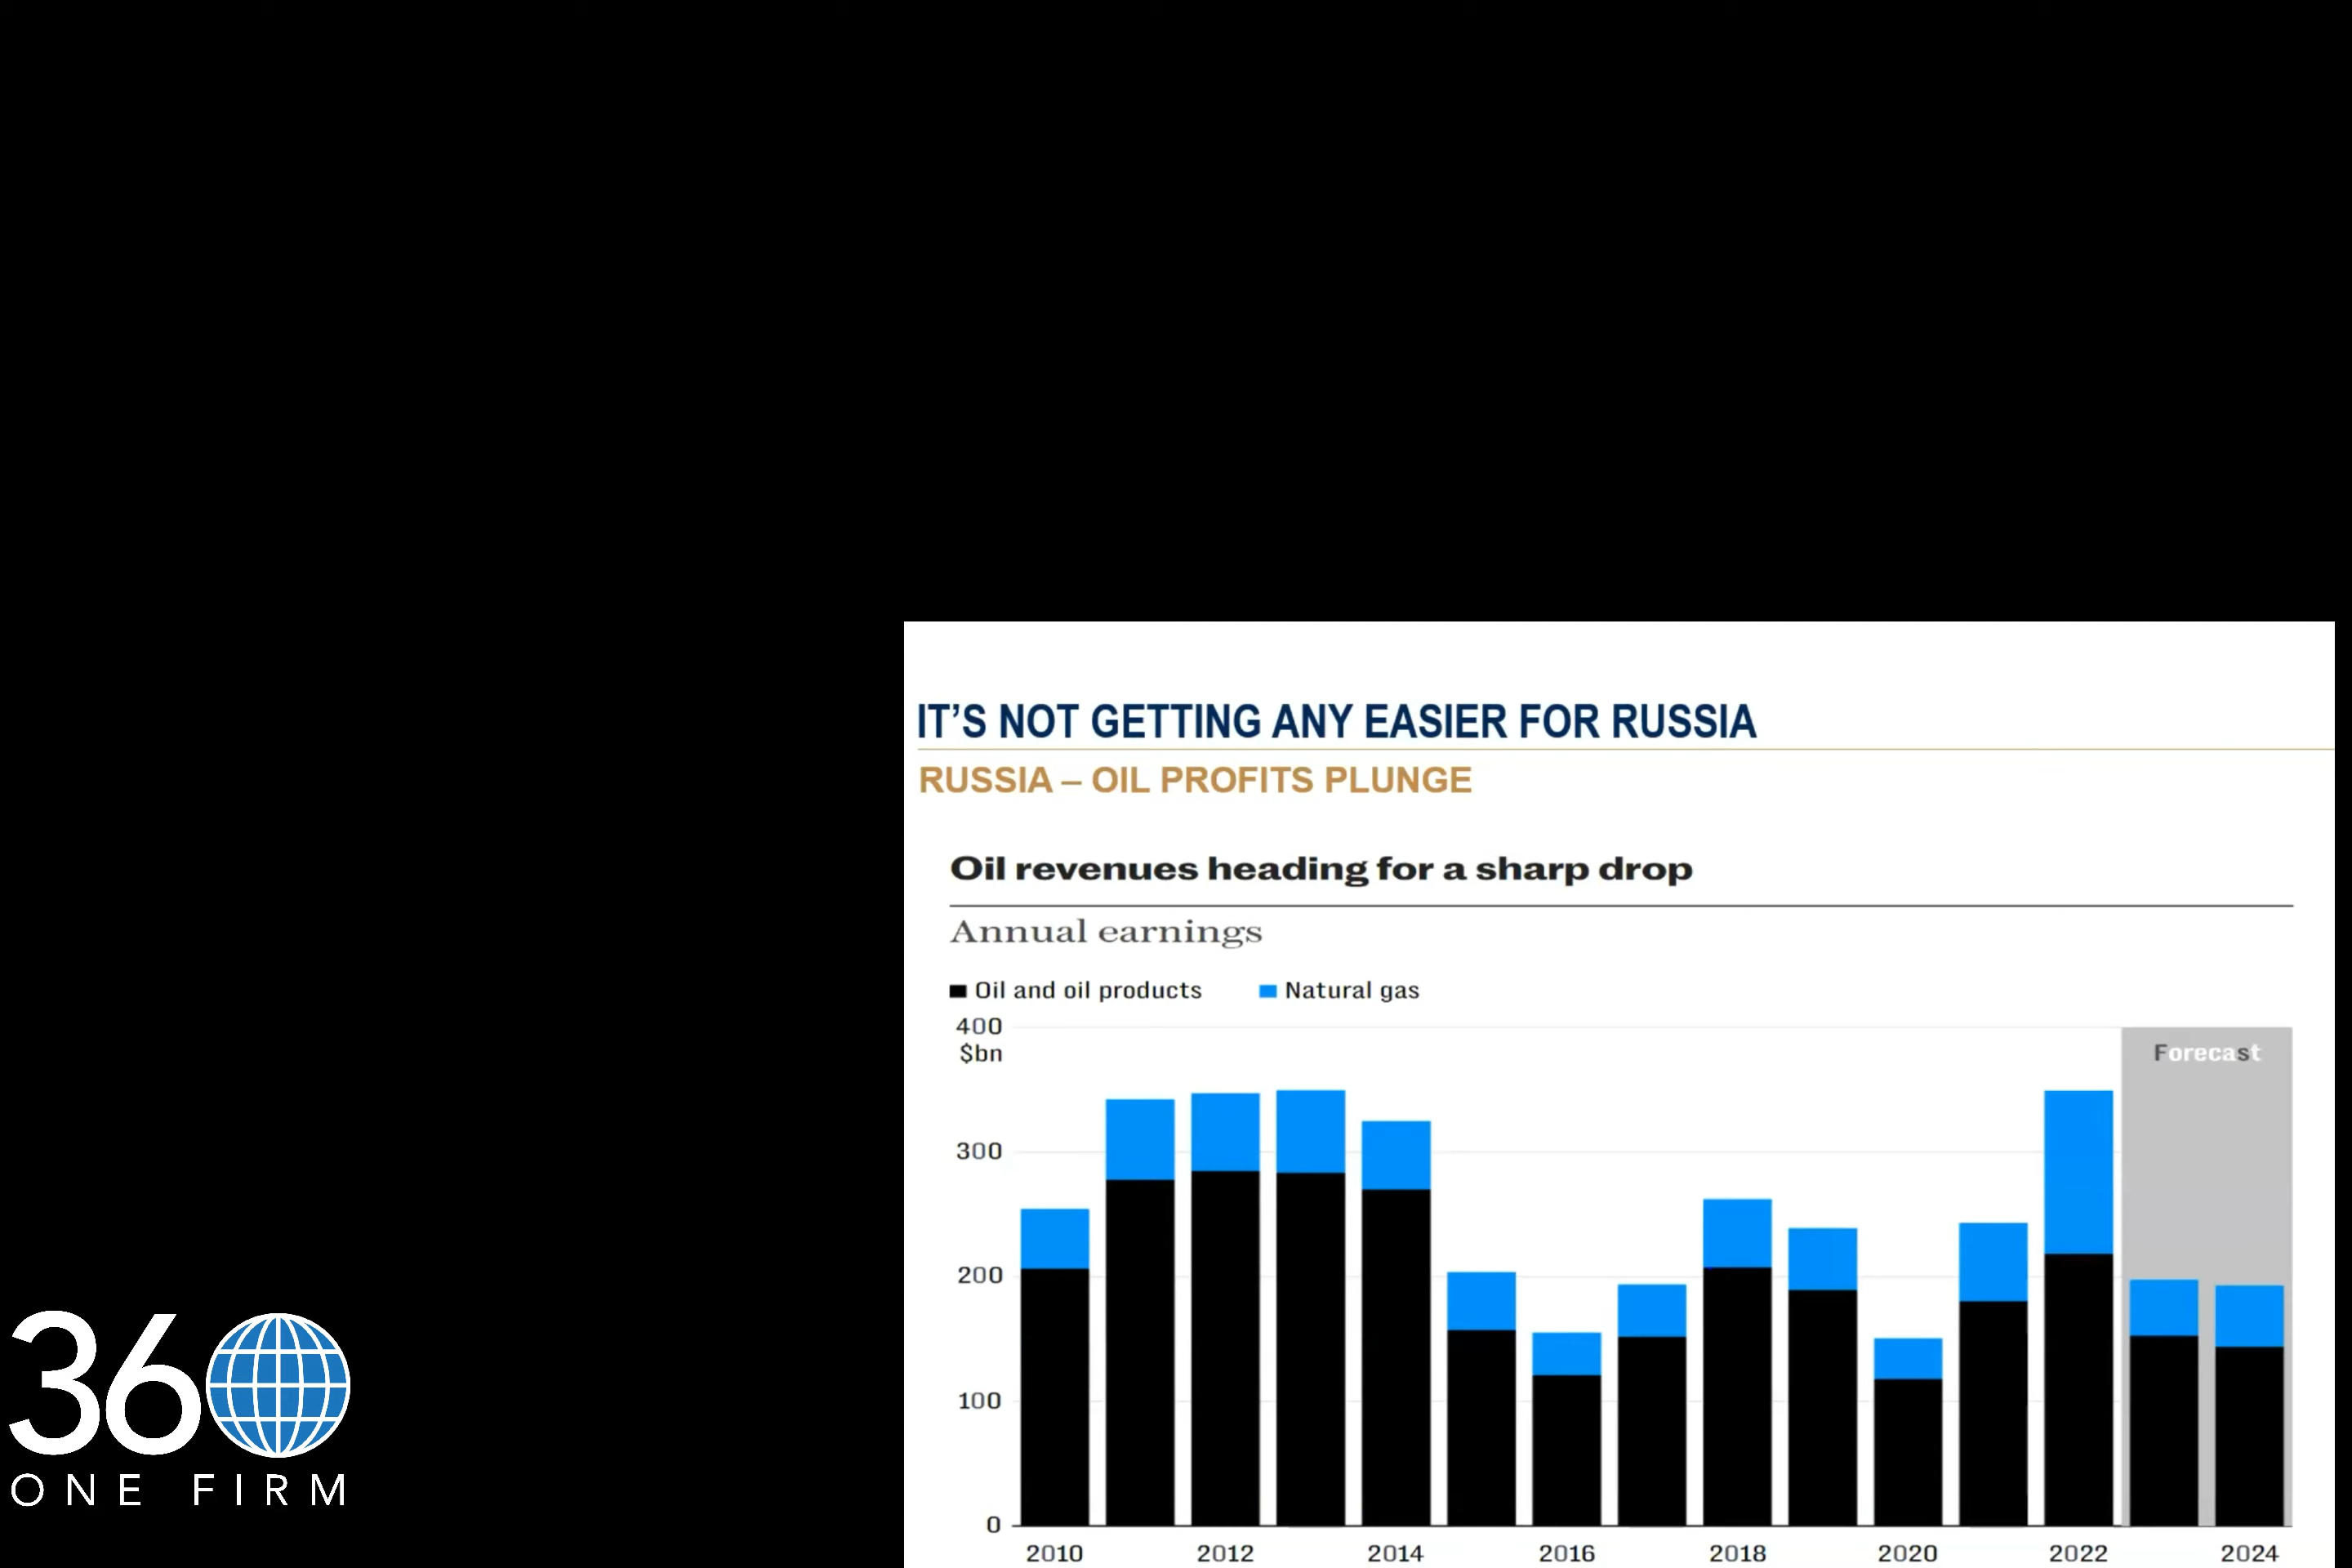 IT'S NOT GETTING ANY EASIER FOR RUSSIA
RUSSIA – OIL PROFITS PLUNGE
Oil revenues heading for a sharp drop
Annual earnings
Oil and oil products Natural gas
400
$bn
Forecast
300
200
100
0
2010 2012 2014 2016 2018 2020 2022 2024
360
ONE FIRM